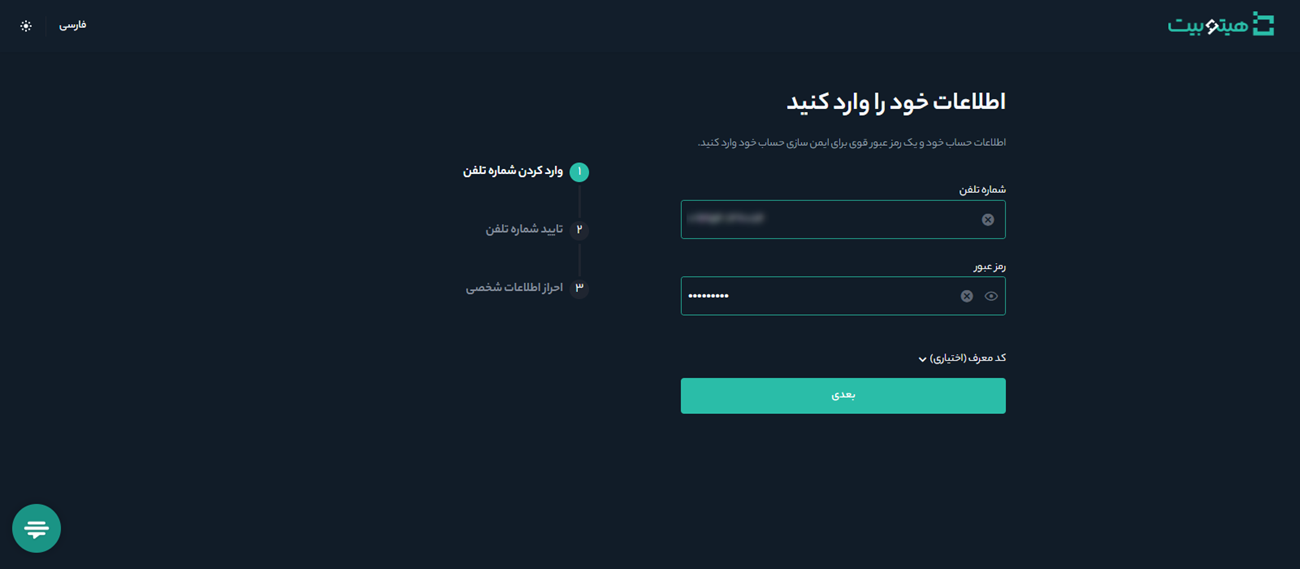 هیتوبیت
فارسی
اطلاعات خود را وارد کنید
اطلاعات حساب خود و یک رمز عبور قوی برای ایمن سازی حساب خود وارد کنید.
شماره تلفن
رمز عبور
•••••••••
کد معرف (اختیاری)
بعدی
۱ وارد کردن شماره تلفن
۲ تایید شماره تلفن
۳ احراز اطلاعات شخصی